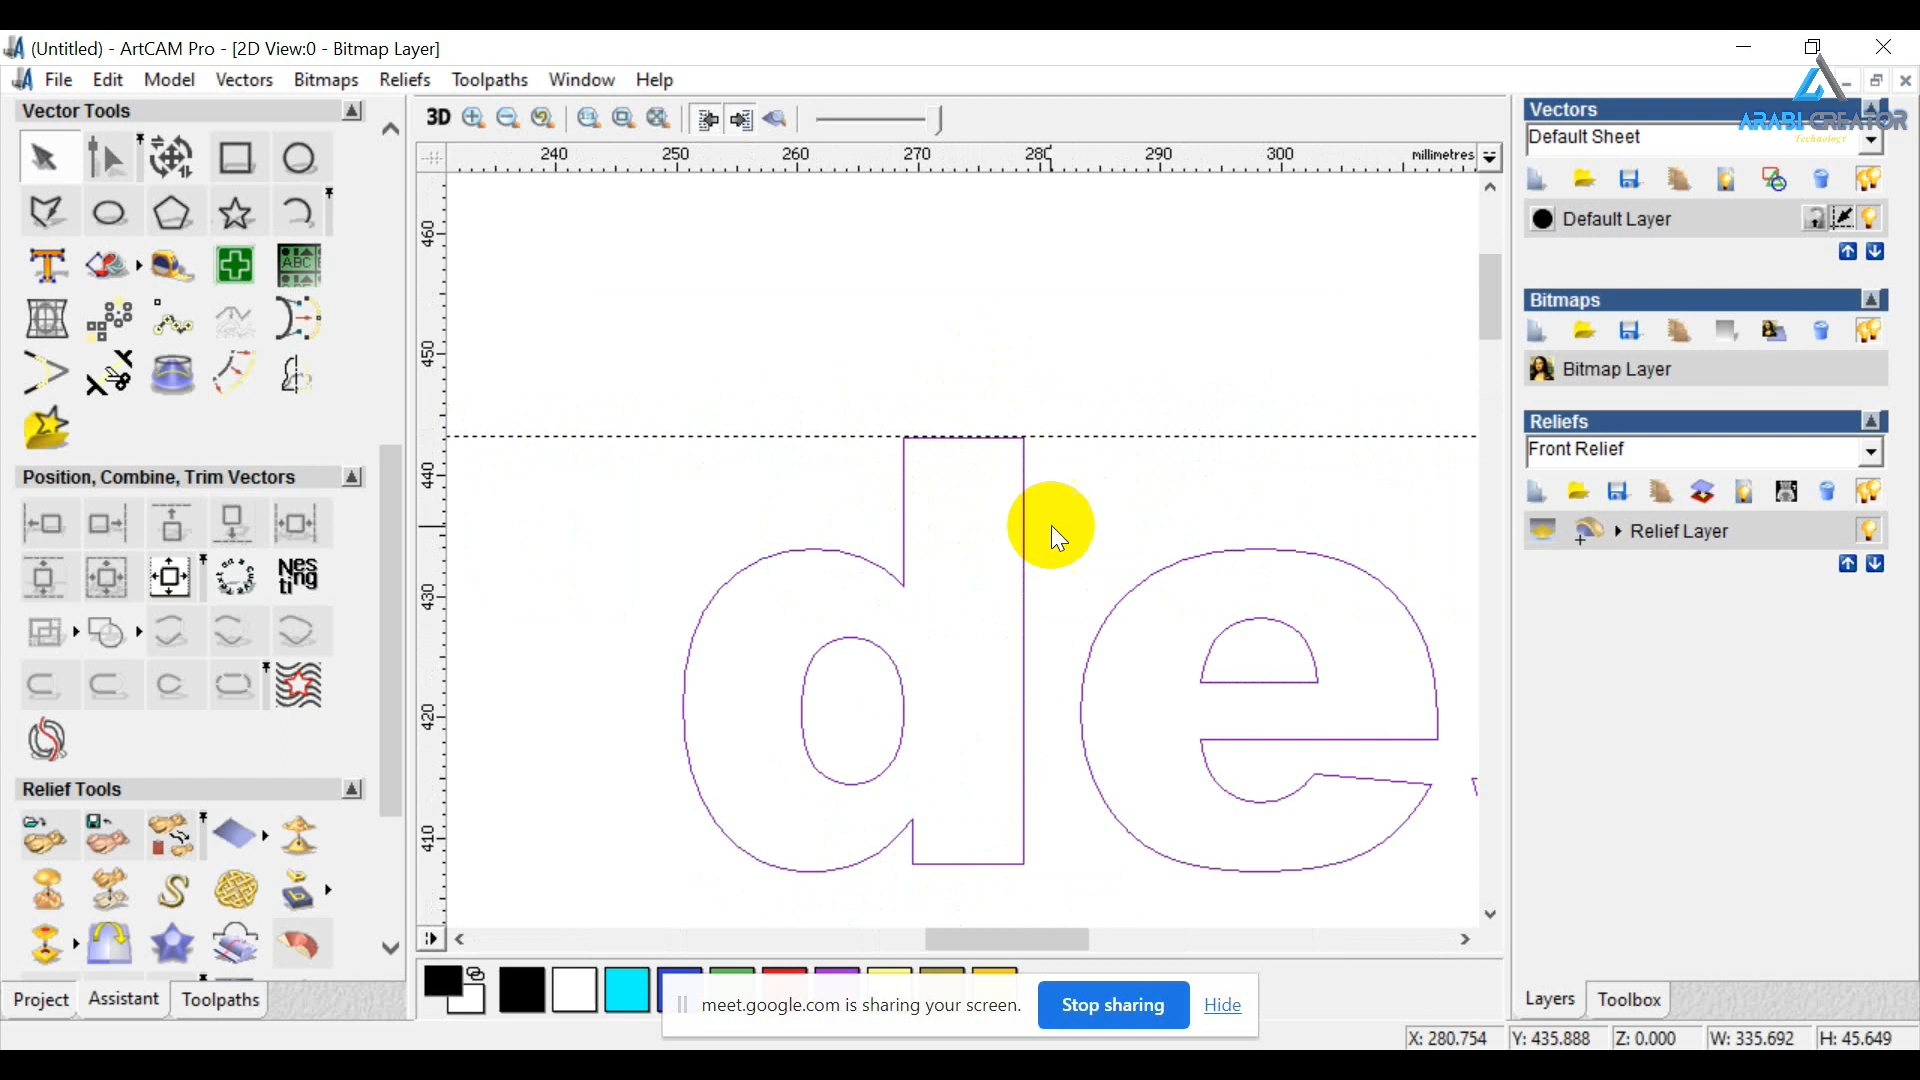 (Untitled) - ArtCAM Pro - [2D View:0 - Bitmap Layer]
File Edit Model Vectors Bitmaps Reliefs Toolpaths Window Help
ARABI CREATOR
Technology
Vector Tools
3D
240 250 260 270 280 290 300 millimetres
460
450
440
430
420
410
ABC
Position, Combine, Trim Vectors
Nes
ting
Relief Tools
Project Assistant Toolpaths
de
Vectors
Default Sheet
Default Layer
Bitmaps
Bitmap Layer
Reliefs
Front Relief
Relief Layer
Layers Toolbox
meet.google.com is sharing your screen. Stop sharing Hide
X: 280.754 Y: 435.888 Z: 0.000 W: 335.692 H: 45.649